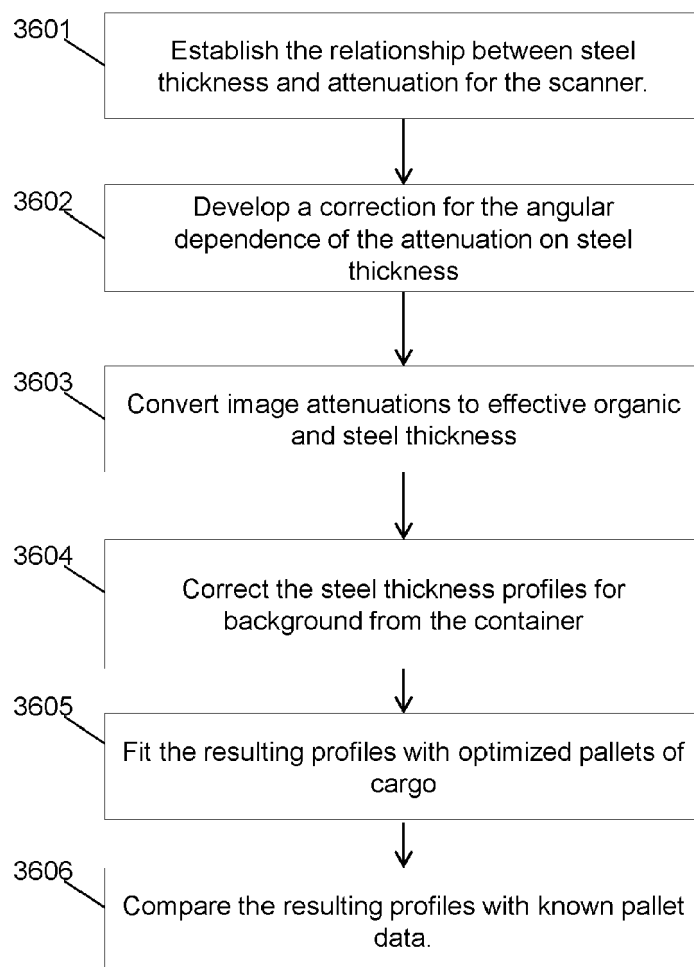 3601
Establish the relationship between steel
thickness and attenuation for the scanner.
3602
Develop a correction for the angular
dependence of the attenuation on steel
thickness
3603
Convert image attenuations to effective organic
and steel thickness
3604
Correct the steel thickness profiles for
background from the container
3605
Fit the resulting profiles with optimized pallets of
cargo
3606
Compare the resulting profiles with known pallet
data.